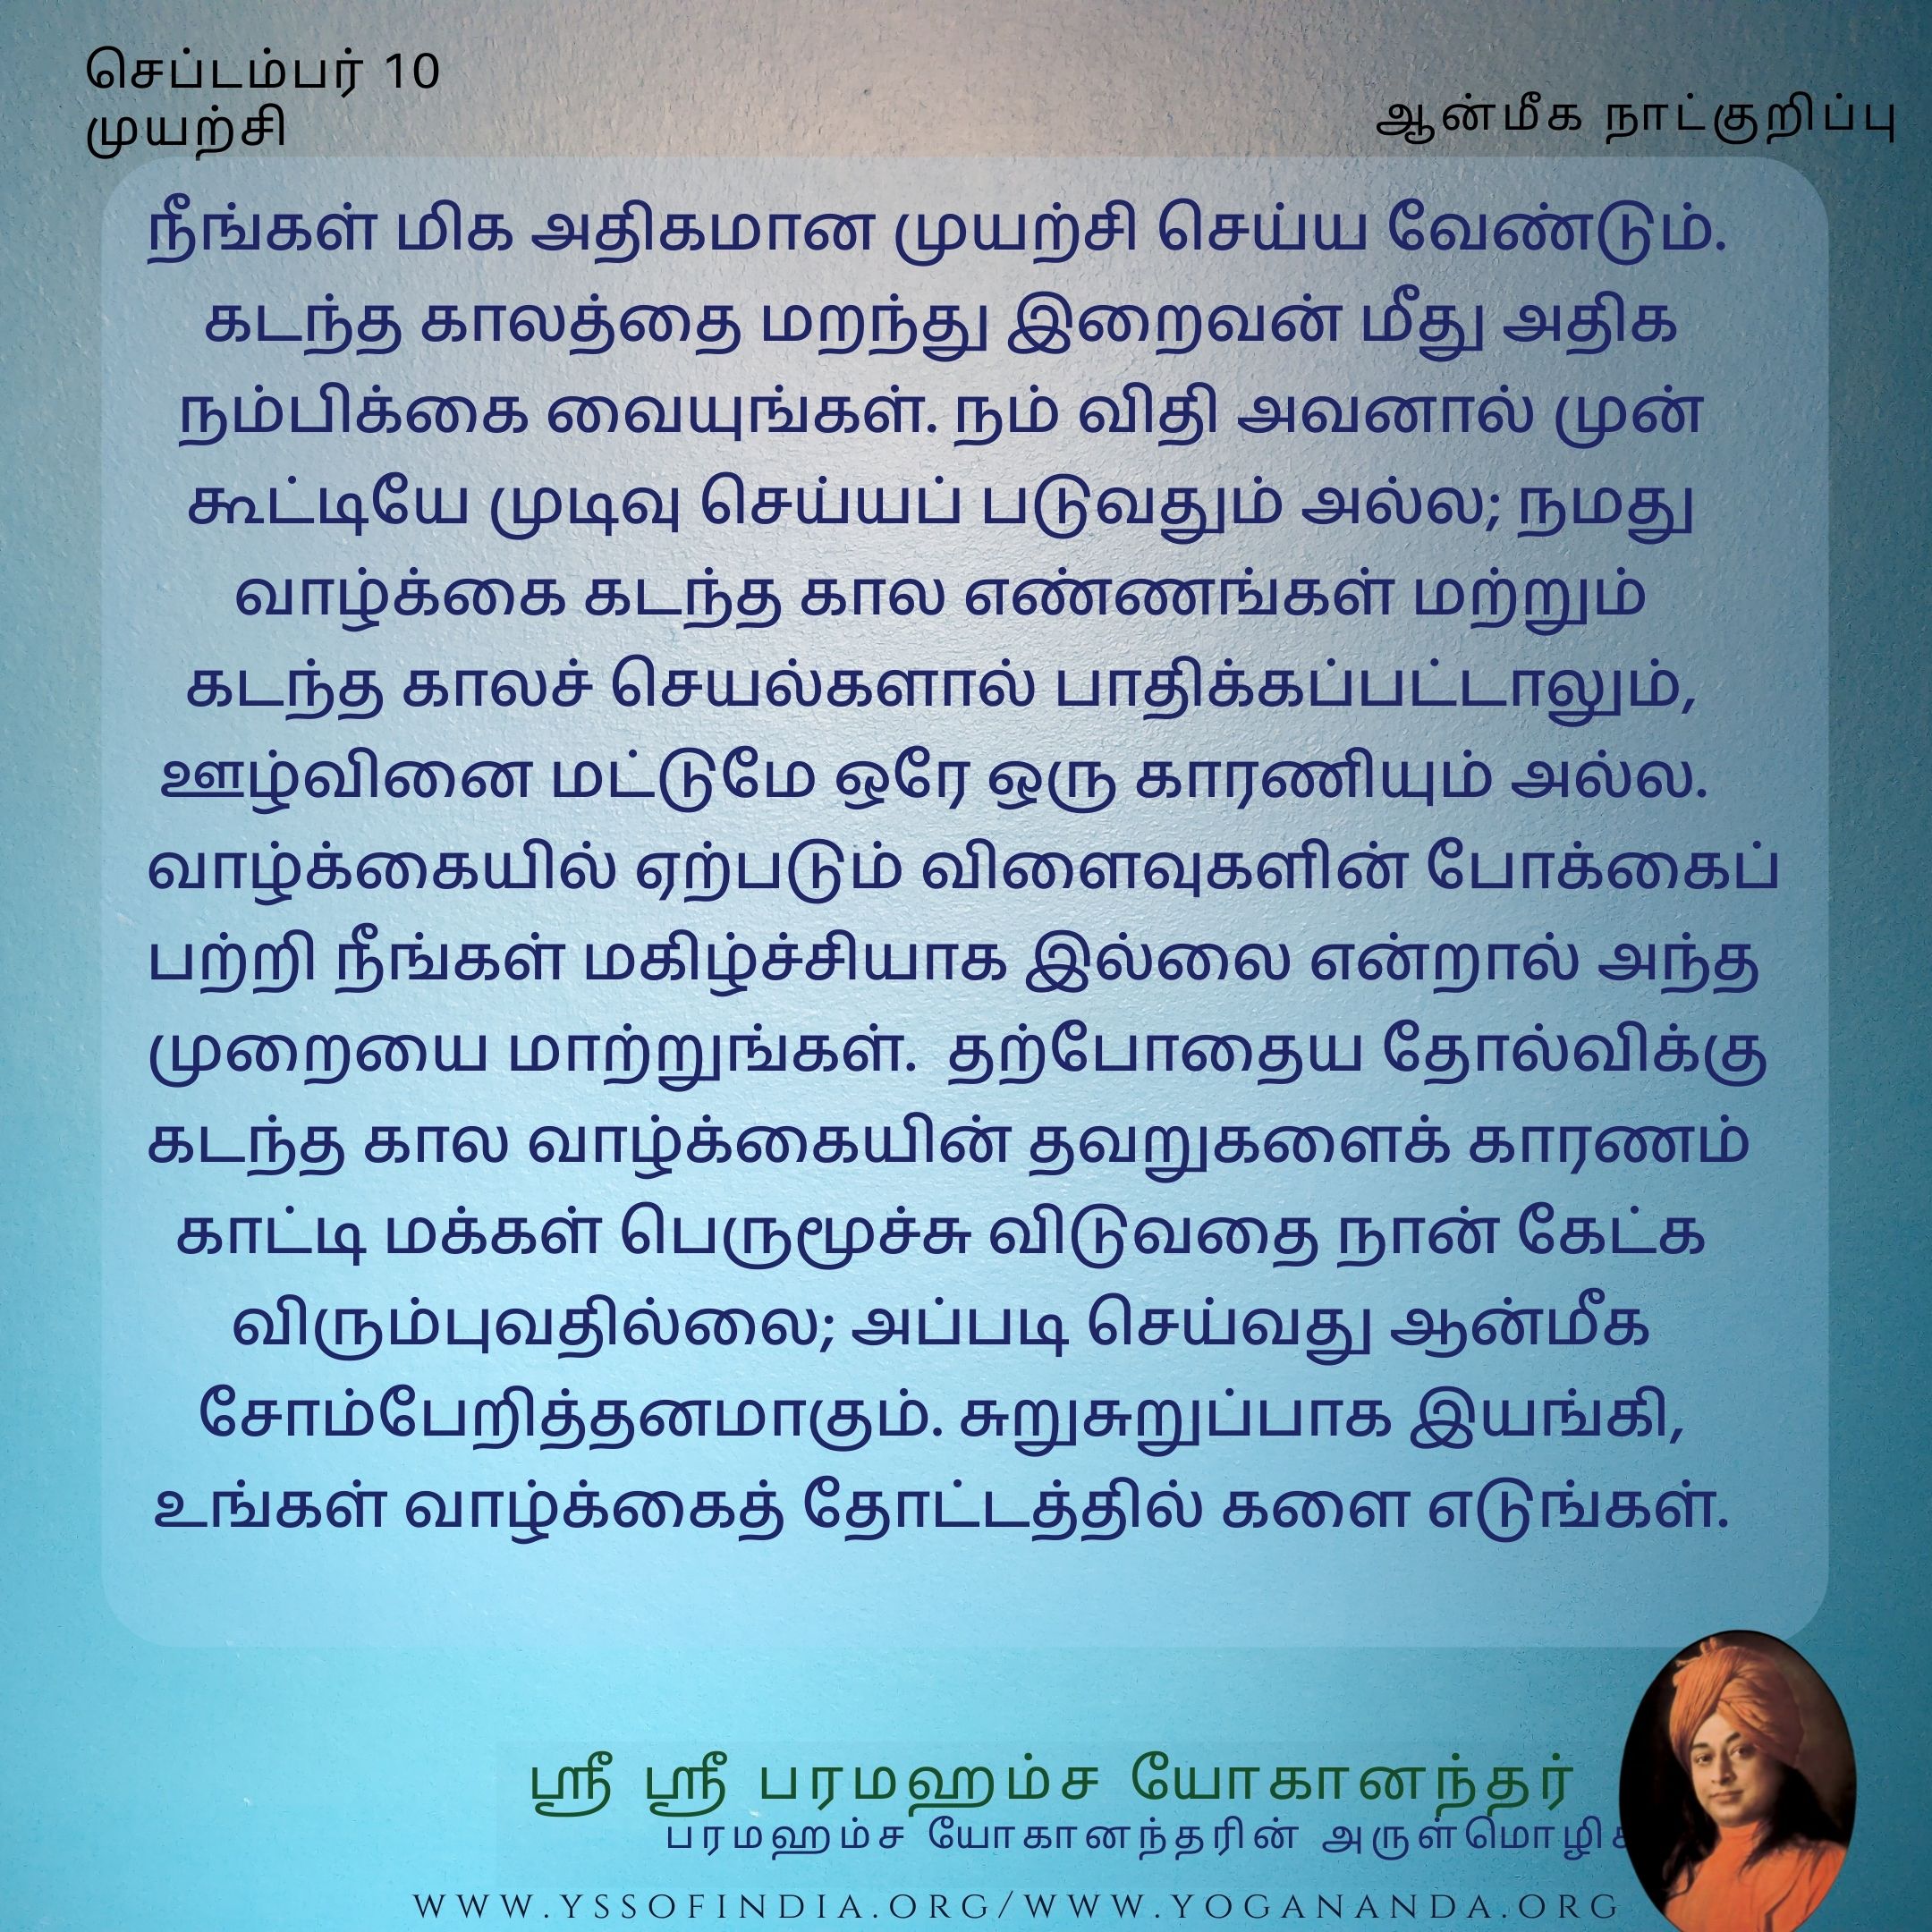 செப்டம்பர் 10
முயற்சி
ஆன்மீக நாட்குறிப்பு
நீங்கள் மிக அதிகமான முயற்சி செய்ய வேண்டும்.
கடந்த காலத்தை மறந்து இறைவன் மீது அதிக
நம்பிக்கை வையுங்கள். நம் விதி அவனால் முன்
கூட்டியே முடிவு செய்யப் படுவதும் அல்ல; நமது
வாழ்க்கை கடந்த கால எண்ணங்கள் மற்றும்
கடந்த காலச் செயல்களால் பாதிக்கப்பட்டாலும்,
ஊழ்வினை மட்டுமே ஒரே ஒரு காரணியும் அல்ல.
வாழ்க்கையில் ஏற்படும் விளைவுகளின் போக்கைப்
பற்றி நீங்கள் மகிழ்ச்சியாக இல்லை என்றால் அந்த
முறையை மாற்றுங்கள். தற்போதைய தோல்விக்கு
கடந்த கால வாழ்க்கையின் தவறுகளைக் காரணம்
காட்டி மக்கள் பெருமூச்சு விடுவதை நான் கேட்க
விரும்புவதில்லை; அப்படி செய்வது ஆன்மீக
சோம்பேறித்தனமாகும். சுறுசுறுப்பாக இயங்கி,
உங்கள் வாழ்க்கைத் தோட்டத்தில் களை எடுங்கள்.
ஸ்ரீ ஸ்ரீ பரமஹம்ச யோகானந்தர்
பரமஹம்ச யோகானந்தரின்
WWW.YSSOFINDIA.ORG/WWW.YOGANANDA.ORG